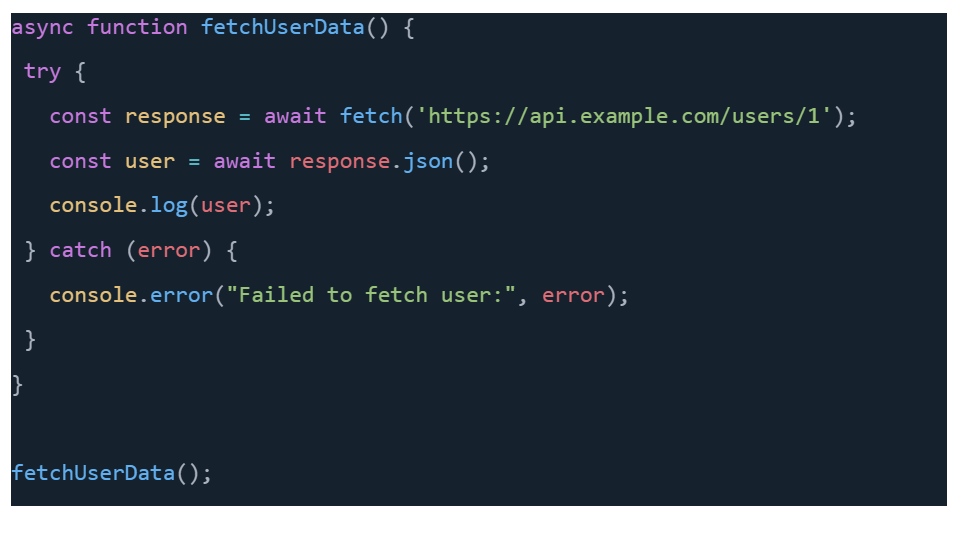 async function fetchUserData() {
 try {
   const response = await fetch('https://api.example.com/users/1');
   const user = await response.json();
   console.log(user);
 } catch (error) {
   console.error("Failed to fetch user:", error);
 }
}

fetchUserData();